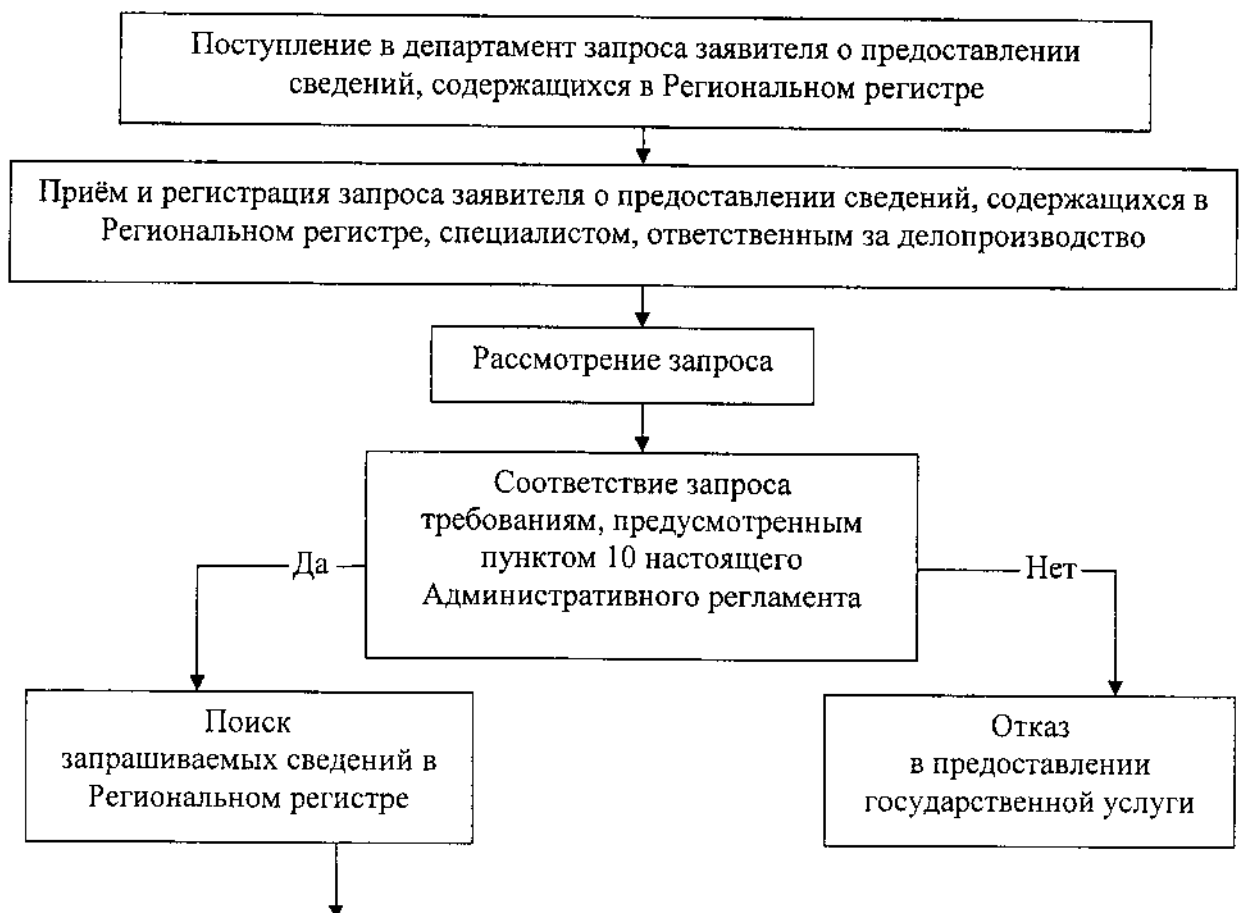 Поступление в департамент запроса заявителя о предоставлении
сведений, содержащихся в Региональном регистре
Приём и регистрация запроса заявителя о предоставлении сведений, содержащихся в
Региональном регистре, специалистом, ответственным за делопроизводство
Рассмотрение запроса
Соответствие запроса
требованиям, предусмотренным
пунктом 10 настоящего
Административного регламента
Да
Нет
Поиск
запрашиваемых сведений в
Региональном регистре
Отказ
в предоставлении
государственной услуги